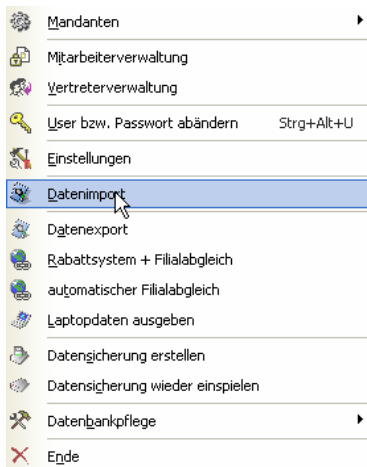 Mandanten
Mitarbeiterverwaltung
Vertreterverwaltung
User bzw. Passwort abändern Strg+Alt+U
Einstellungen
Datenimport
Datenexport
Rabattsystem + Filialabgleich
automatischer Filialabgleich
Laptopdaten ausgeben
Datensicherung erstellen
Datensicherung wieder einspielen
Datenbankpflege
Ende